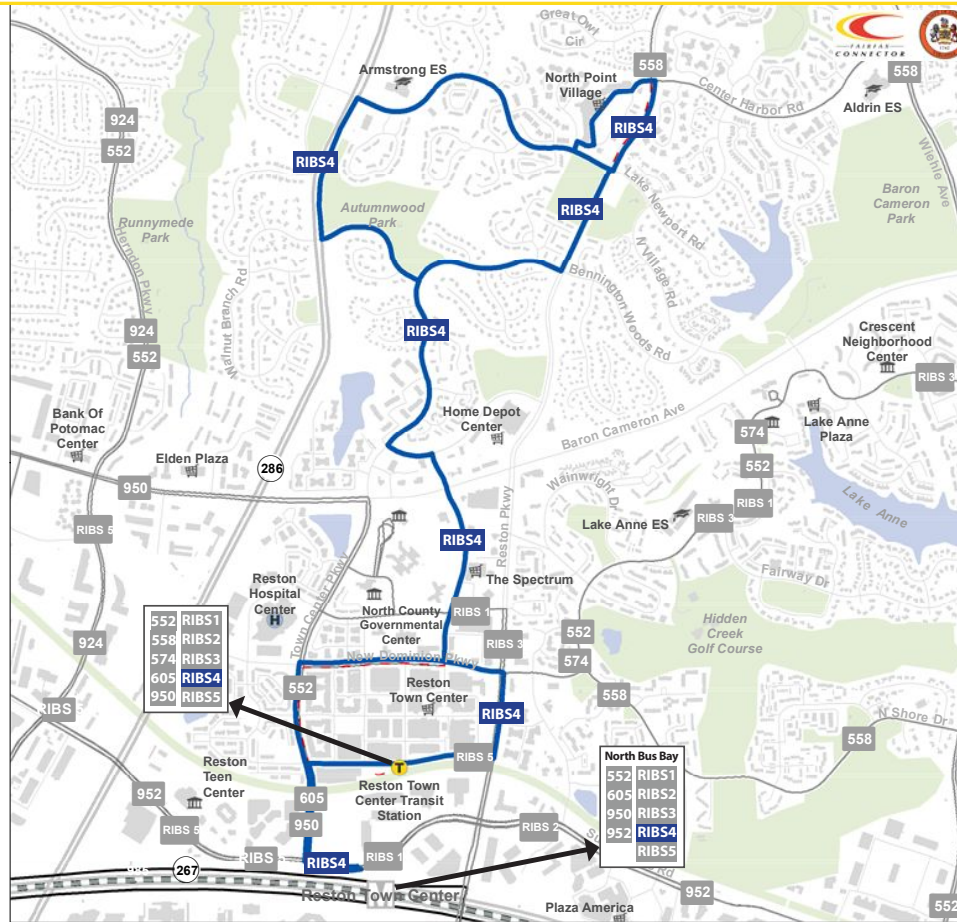 Great Owl
Cir
FAIRFAX
CONNECTOR
Armstrong ES
North Point
Village
558
Center Harbor Rd
558
Aldrin ES
924
552
RIBS4
RIBS4
Wiehle Ave
Baron
Cameron
Park
Lake Newport Rd
Autumnwood
Park
RIBS4
Runnymede
Park
Herndon Pkwy
N Village Rd
Walnut Branch Rd
Bennington Woods Rd
924
552
RIBS4
Crescent
Neighborhood
Center
RIBS 3
Bank Of
Potomac
Center
Home Depot
Center
Baron Cameron Ave
Lake Anne
Plaza
574
Elden Plaza
286
552
950
Wainwright Dr
RIBS 1
Lake Anne
RIBS 5
Reston Pkwy
Lake Anne ES
RIBS 3
RIBS4
Town Center Pkwy
The Spectrum
Fairway Dr
Reston
Hospital
Center
H
North County
Governmental
Center
RIBS 1
Hidden
Creek
Golf Course
552 RIBS1
558 RIBS2
574 RIBS3
605 RIBS4
950 RIBS5
924
RIBS 3
552
574
New Dominion Pkwy
552
Reston
Town Center
558
RIBS 5
RIBS4
N Shore Dr
558
RIBS 5
T
Reston
Teen
Center
Reston Town
Center Transit
Station
North Bus Bay
552 RIBS1
605 RIBS2
950 RIBS3
952 RIBS4
RIBS5
952
605
950
RIBS 5
RIBS 2
RIBS 5
RIBS4
RIBS 1
267
Reston Town Center
952
Plaza America
552